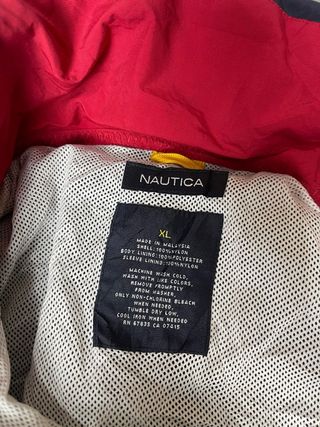 NAUTICA
XL
MADE IN MALAYSIA
SHELL: 100% NYLON
BODY LINING: 100% POLYESTER
SLEEVE LINING: 100% NYLON
MACHINE WASH COLD,
WASH WITH LIKE COLORS,
REMOVE PROMPTLY
FROM WASHER.
ONLY NON-CHLORINE BLEACH
WHEN NEEDED,
TUMBLE DRY LOW,
COOL IRON WHEN NEEDED
RN 67835 CA 07415